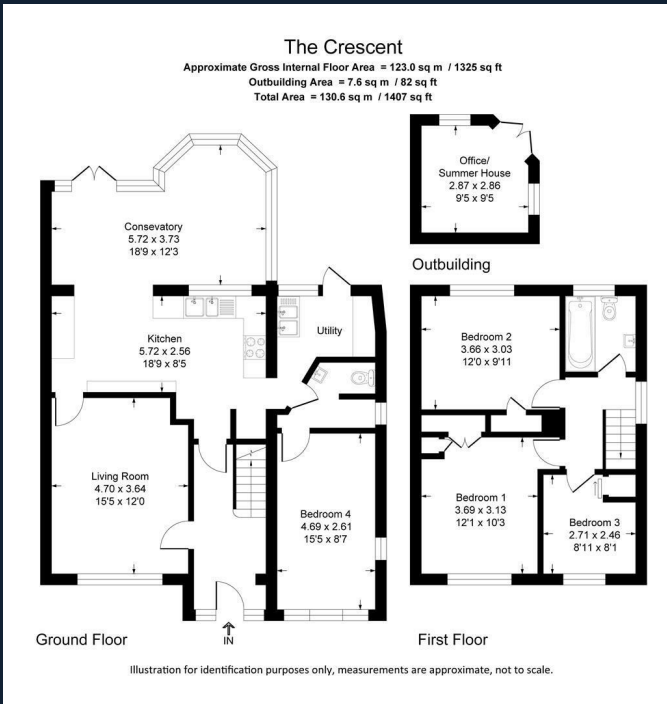 The Crescent
Approximate Gross Internal Floor Area = 123.0 sq m / 1325 sq ft
Outbuilding Area = 7.6 sq m / 82 sq ft
Total Area = 130.6 sq m / 1407 sq ft
Office/
Summer House
2.87 x 2.86
9'5 x 9'5
Outbuilding
Consevatory
5.72 x 3.73
18'9 x 12'3
Kitchen
5.72 x 2.56
18'9 x 8'5
Utility
Living Room
4.70 x 3.64
15'5 x 12'0
Bedroom 4
4.69 x 2.61
15'5 x 8'7
IN
Ground Floor
Bedroom 2
3.66 x 3.03
12'0 x 9'11
Bedroom 1
3.69 x 3.13
12'1 x 10'3
Bedroom 3
2.71 x 2.46
8'11 x 8'1
First Floor
Illustration for identification purposes only, measurements are approximate, not to scale.